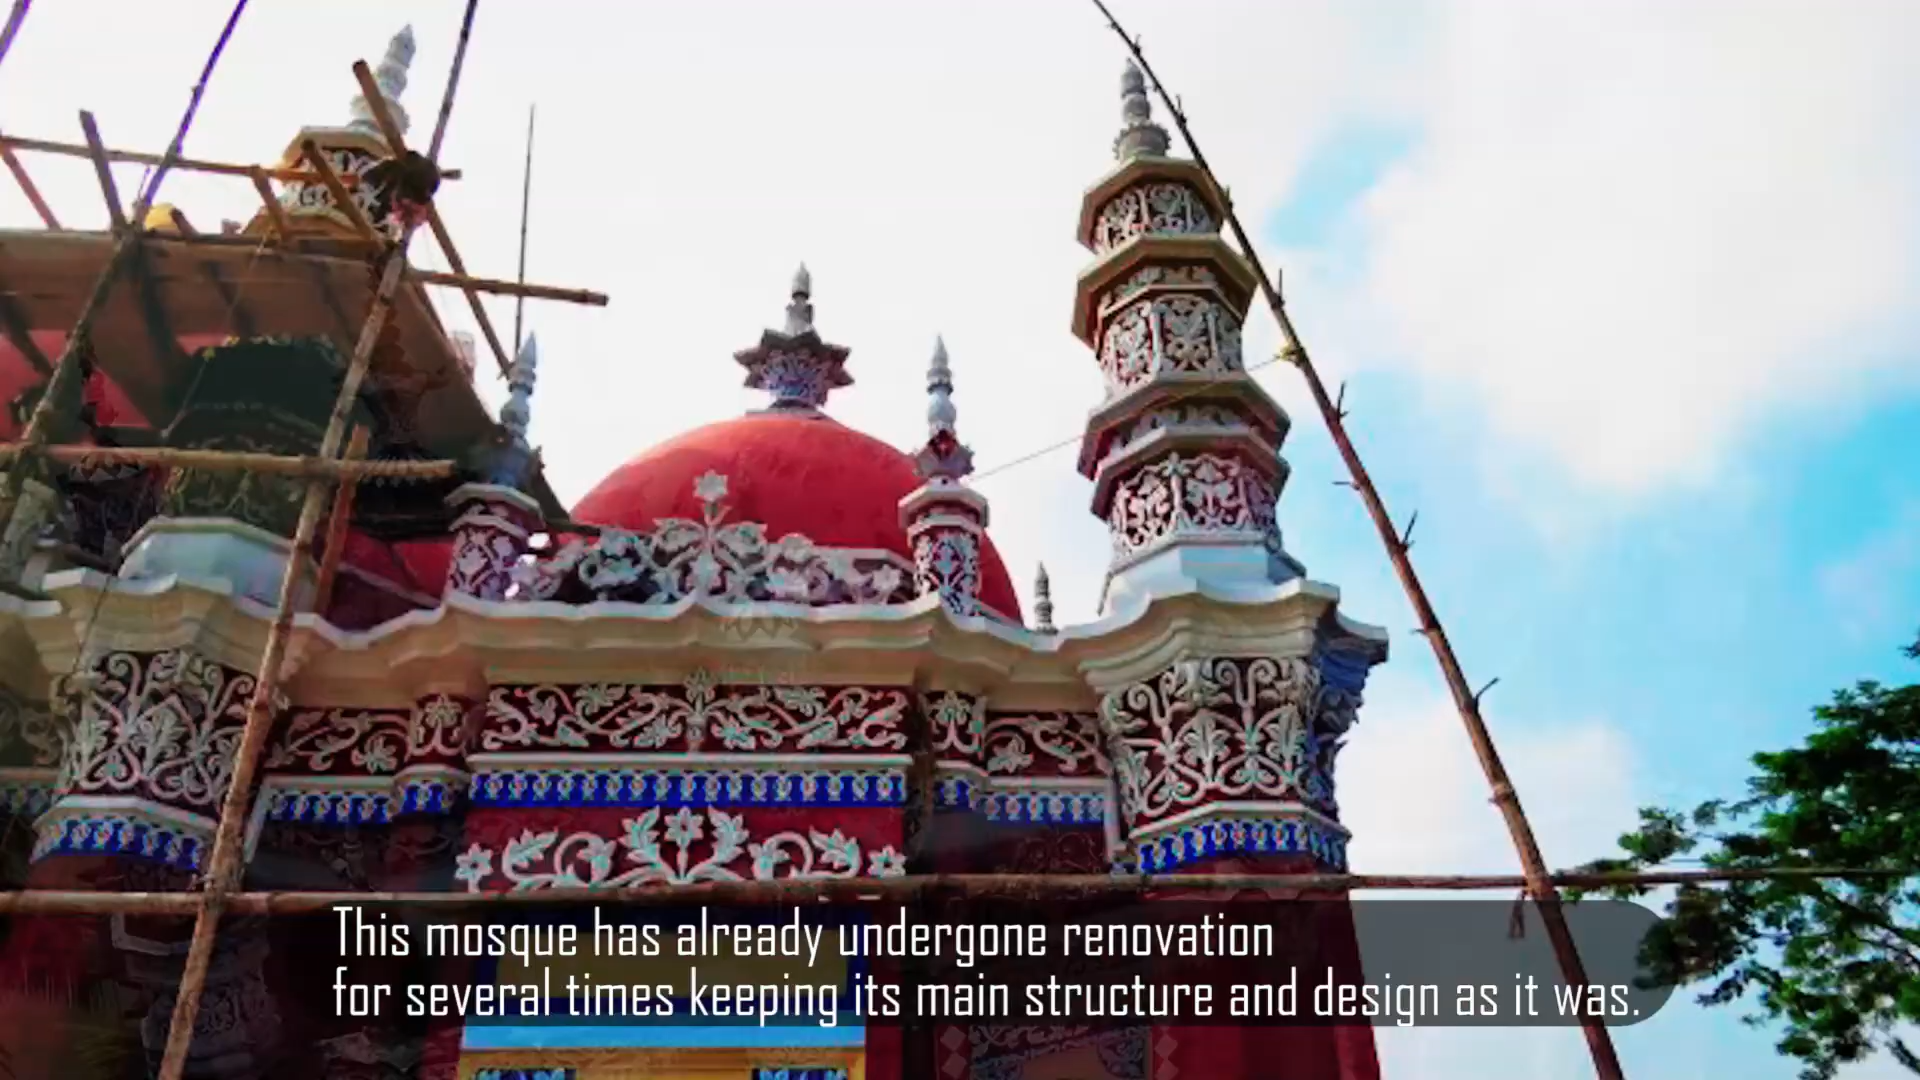 This mosque has already undergone renovation
for several times keeping its main structure and design as it was.